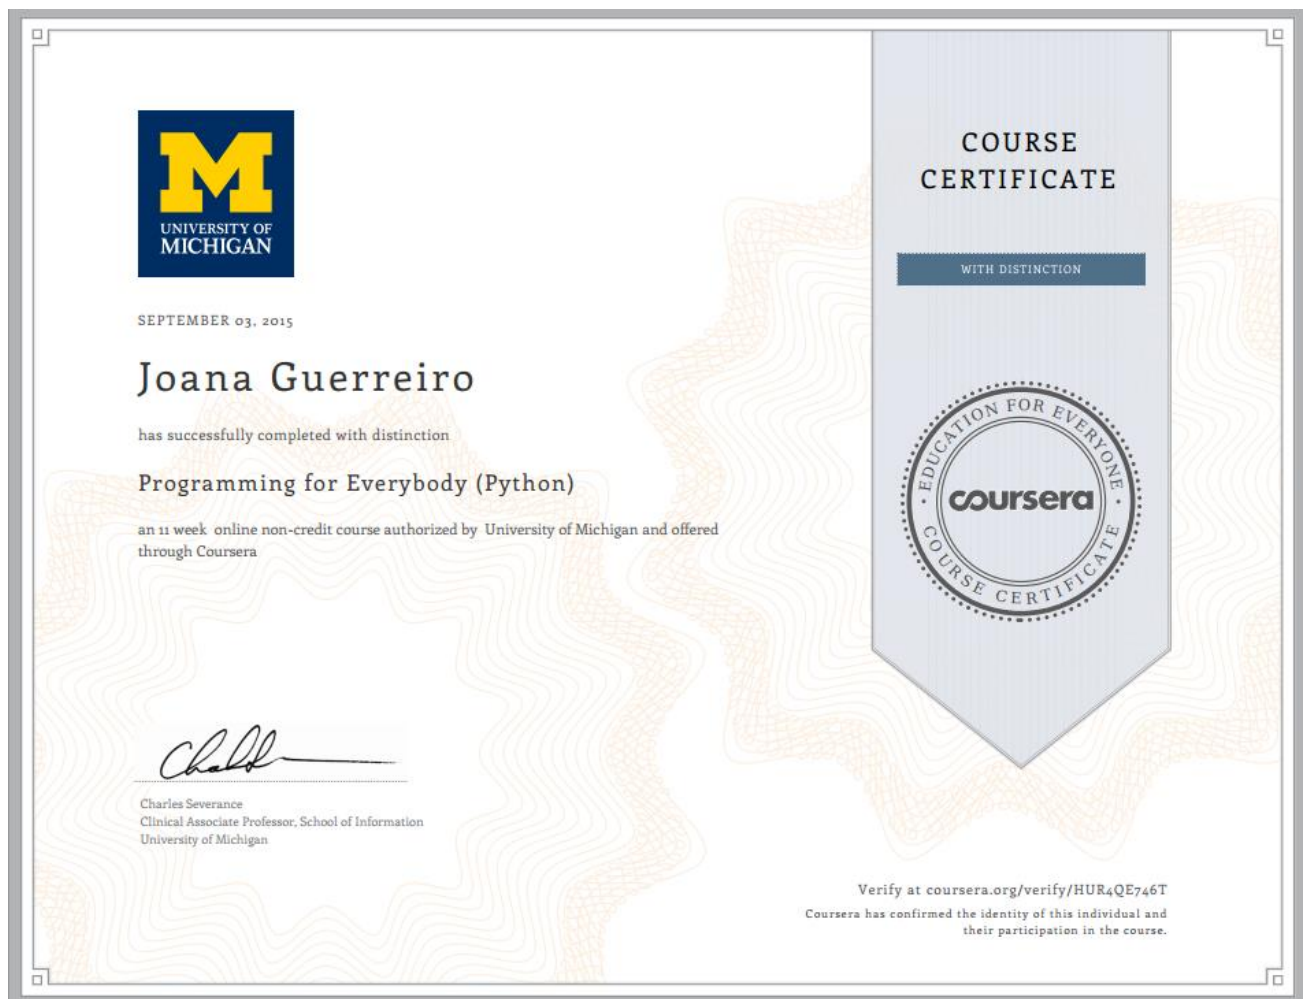 UNIVERSITY OF
MICHIGAN
SEPTEMBER 03, 2015
Joana Guerreiro
has successfully completed with distinction
Programming for Everybody (Python)
an 11 week online non-credit course authorized by University of Michigan and offered
through Coursera
Charles Severance
Clinical Associate Professor, School of Information
University of Michigan
COURSE
CERTIFICATE
WITH DISTINCTION
EDUCATION FOR EVERYONE
coursera
COURSE CERTIFICATE
Verify at coursera.org/verify/HUR4QE746T
Coursera has confirmed the identity of this individual and
their participation in the course.